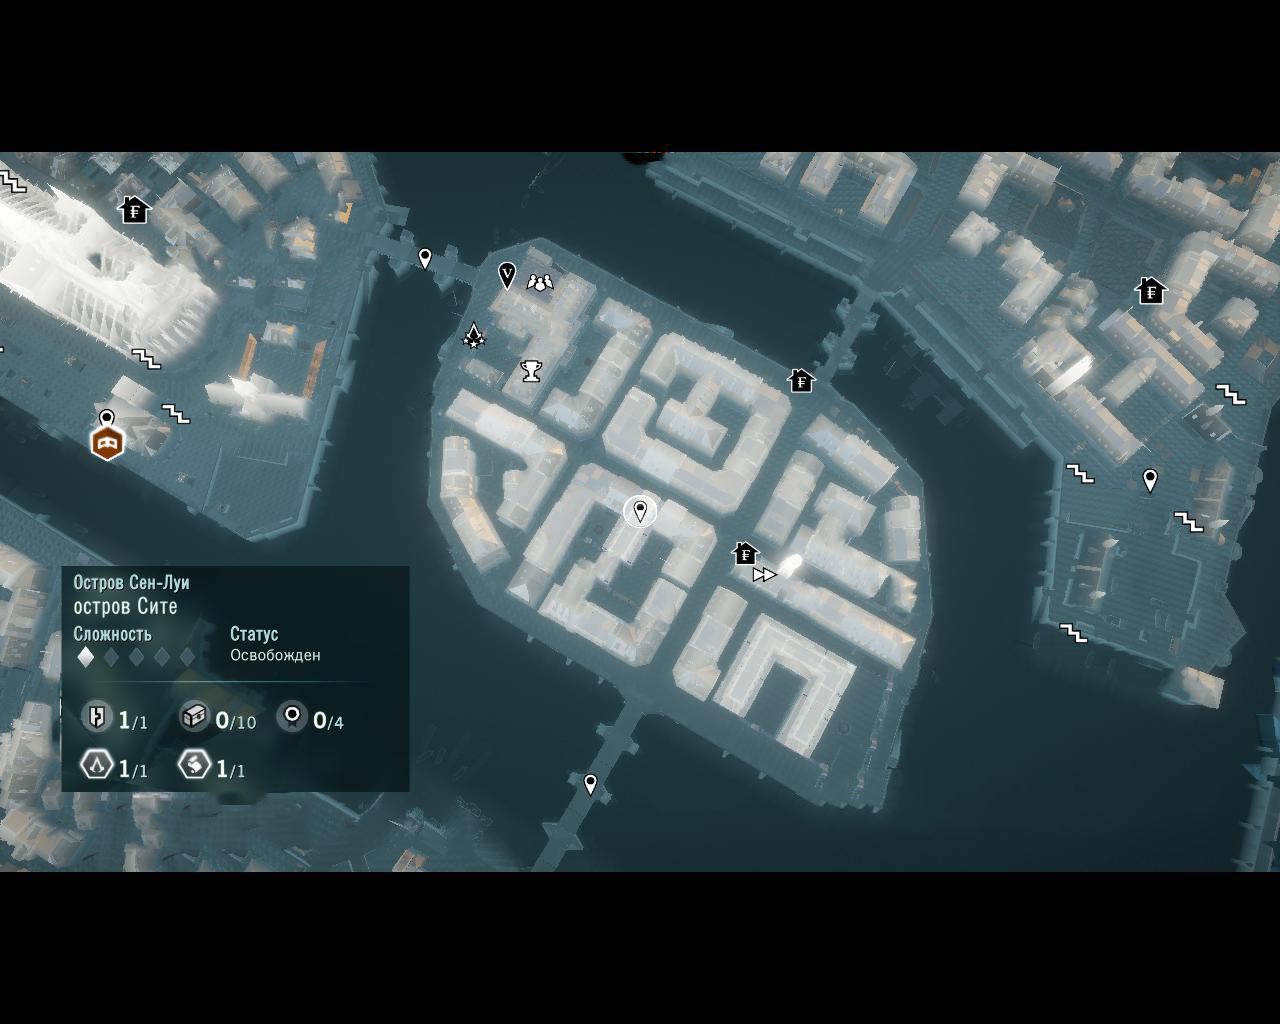 V
Остров Сен-Луи
остров Сите
Сложность Статус
Освобожден
1/1 0/10 0/4
1/1 1/1